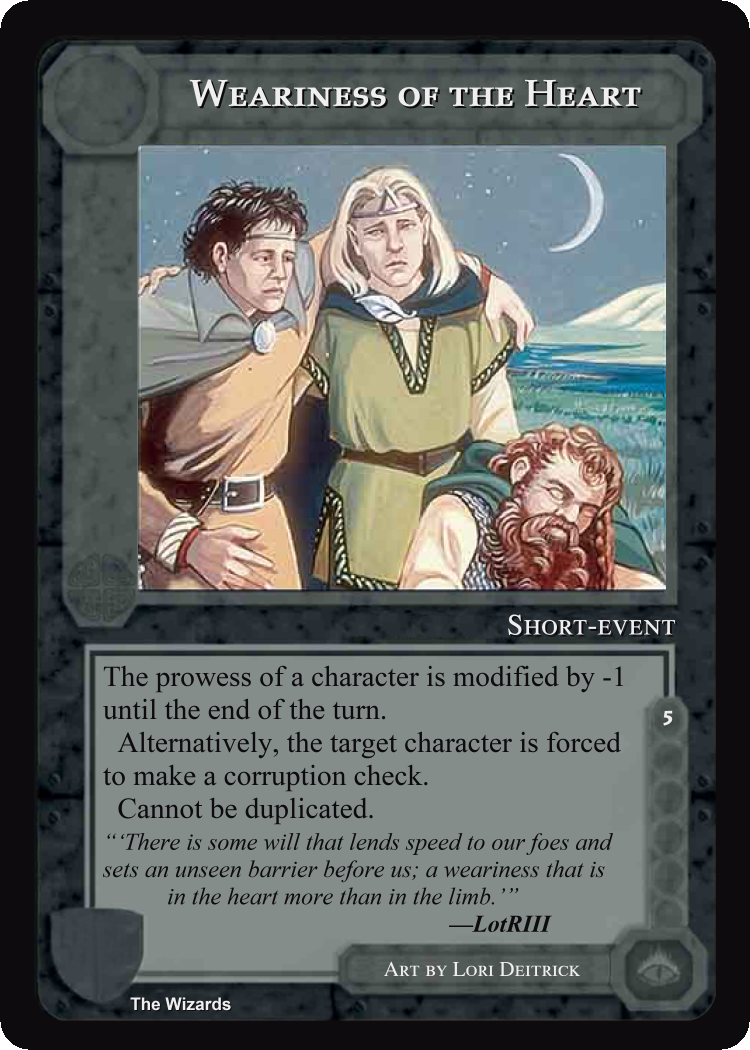 Weariness of the Heart
Short-event
The prowess of a character is modified by -1
until the end of the turn.
Alternatively, the target character is forced
to make a corruption check.
Cannot be duplicated.
5
“‘There is some will that lends speed to our foes and
sets an unseen barrier before us; a weariness that is
in the heart more than in the limb.’”
—LotRIII
Art by Lori Deitrick
The Wizards